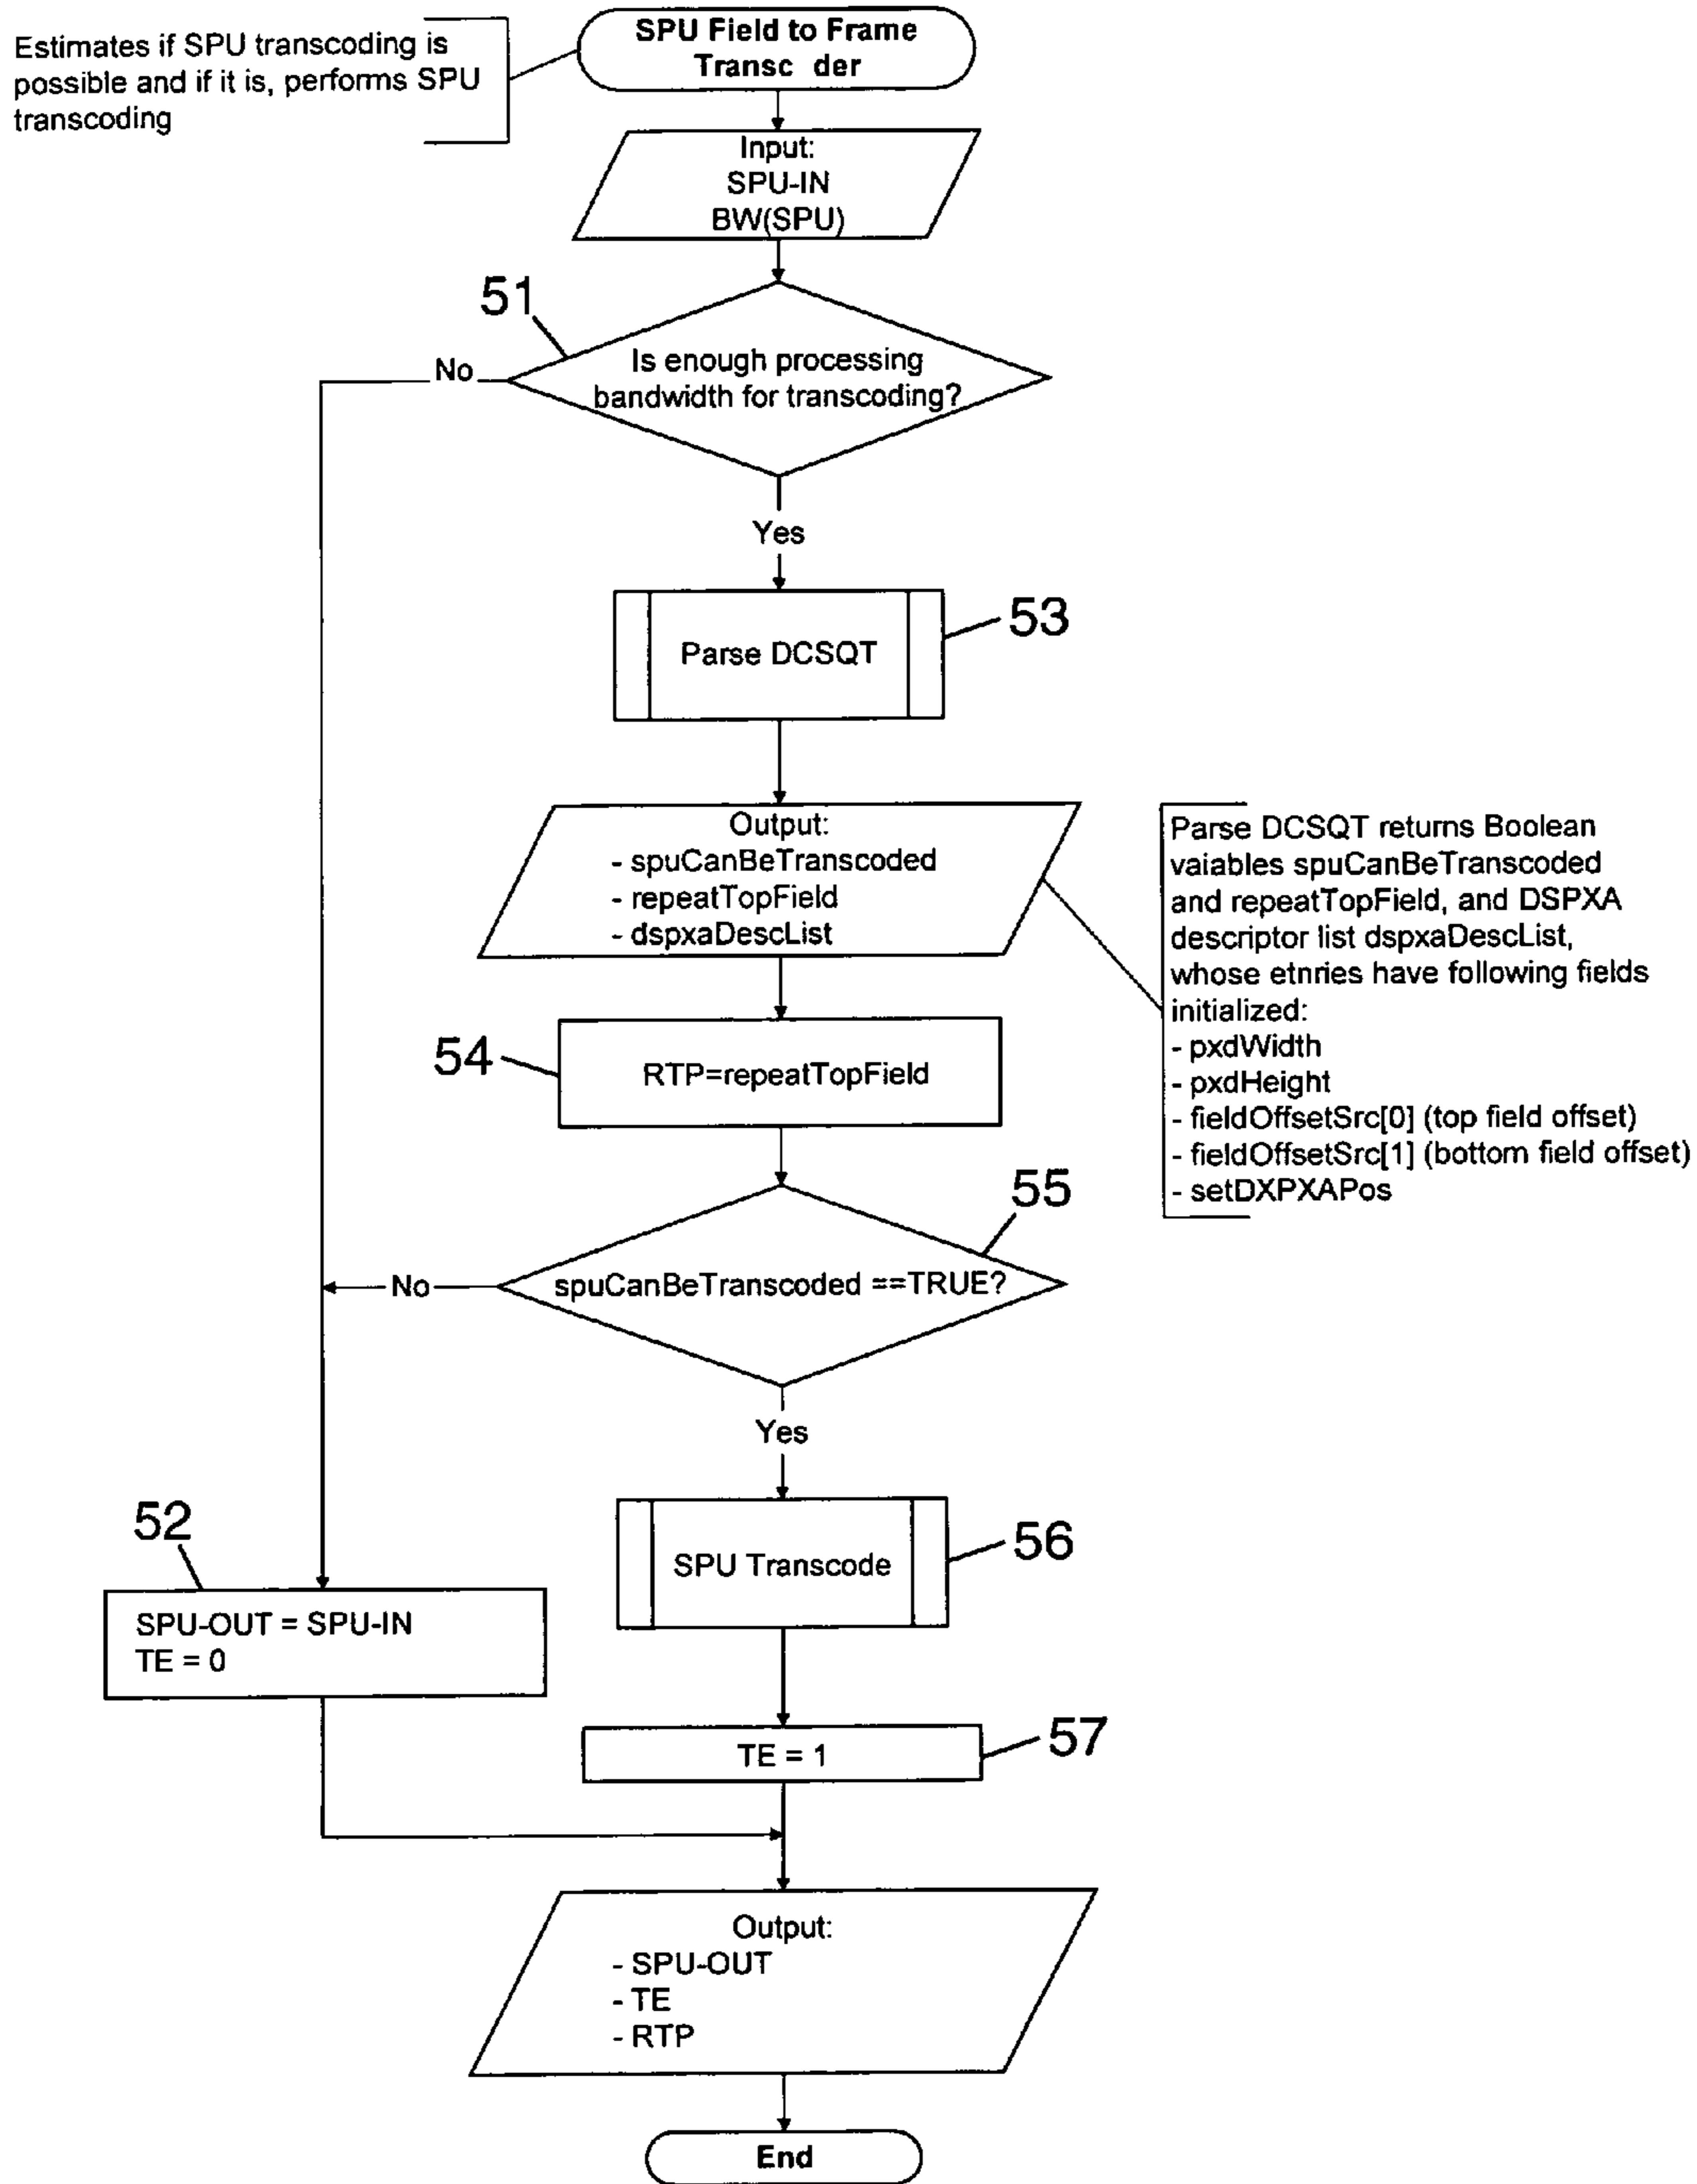 Estimates if SPU transcoding is
possible and if it is, performs SPU
transcoding
SPU Field to Frame
Transc der
Input:
SPU-IN
BW(SPU)
51
Is enough processing
bandwidth for transcoding?
No
Yes
Parse DCSQT
53
Output:
- spuCanBeTranscoded
- repeatTopField
- dspxaDescList
Parse DCSQT returns Boolean
vaiables spuCanBeTranscoded
and repeatTopField, and DSPXA
descriptor list dspxaDescList,
whose etnries have following fields
initialized:
- pxdWidth
- pxdHeight
- fieldOffsetSrc[0] (top field offset)
- fieldOffsetSrc[1] (bottom field offset)
- setDXPXAPos
54
RTP=repeatTopField
55
spuCanBeTranscoded ==TRUE?
No
Yes
SPU Transcode
56
52
SPU-OUT = SPU-IN
TE = 0
TE = 1
57
Output:
- SPU-OUT
- TE
- RTP
End